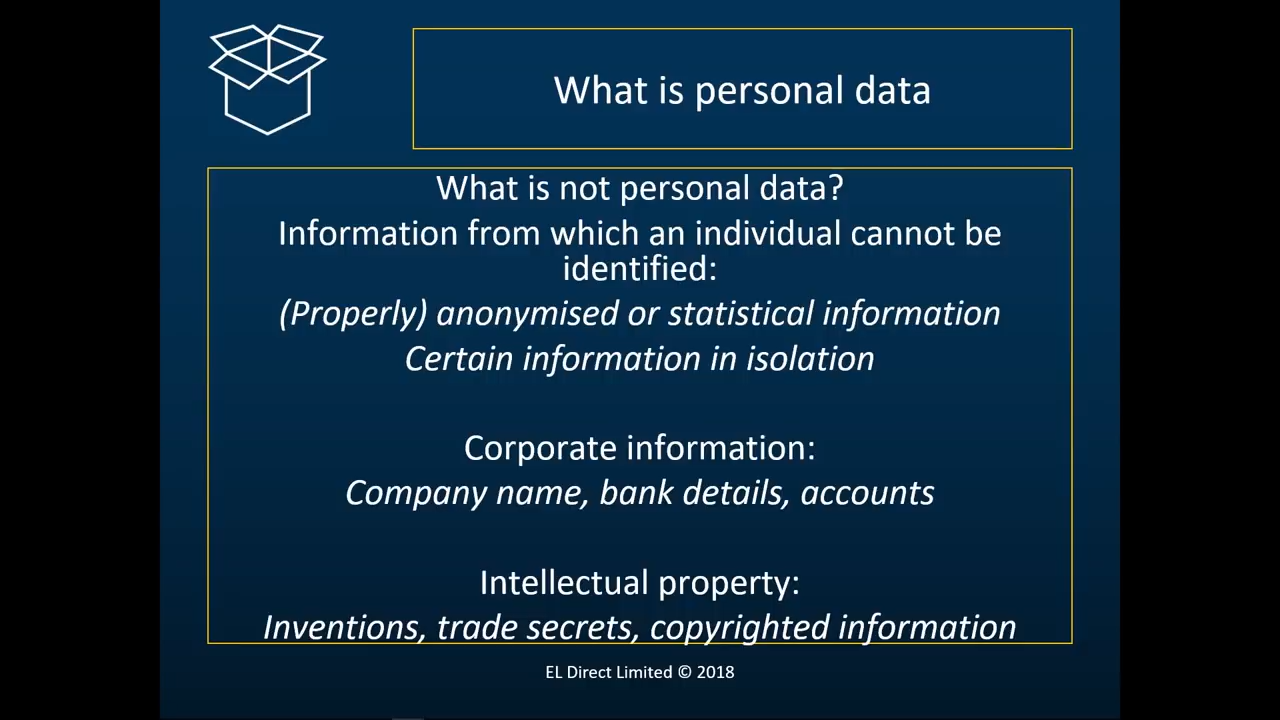 What is personal data
What is not personal data?
Information from which an individual cannot be
identified:
(Properly) anonymised or statistical information
Certain information in isolation
Corporate information:
Company name, bank details, accounts
Intellectual property:
Inventions, trade secrets, copyrighted information
EL Direct Limited © 2018